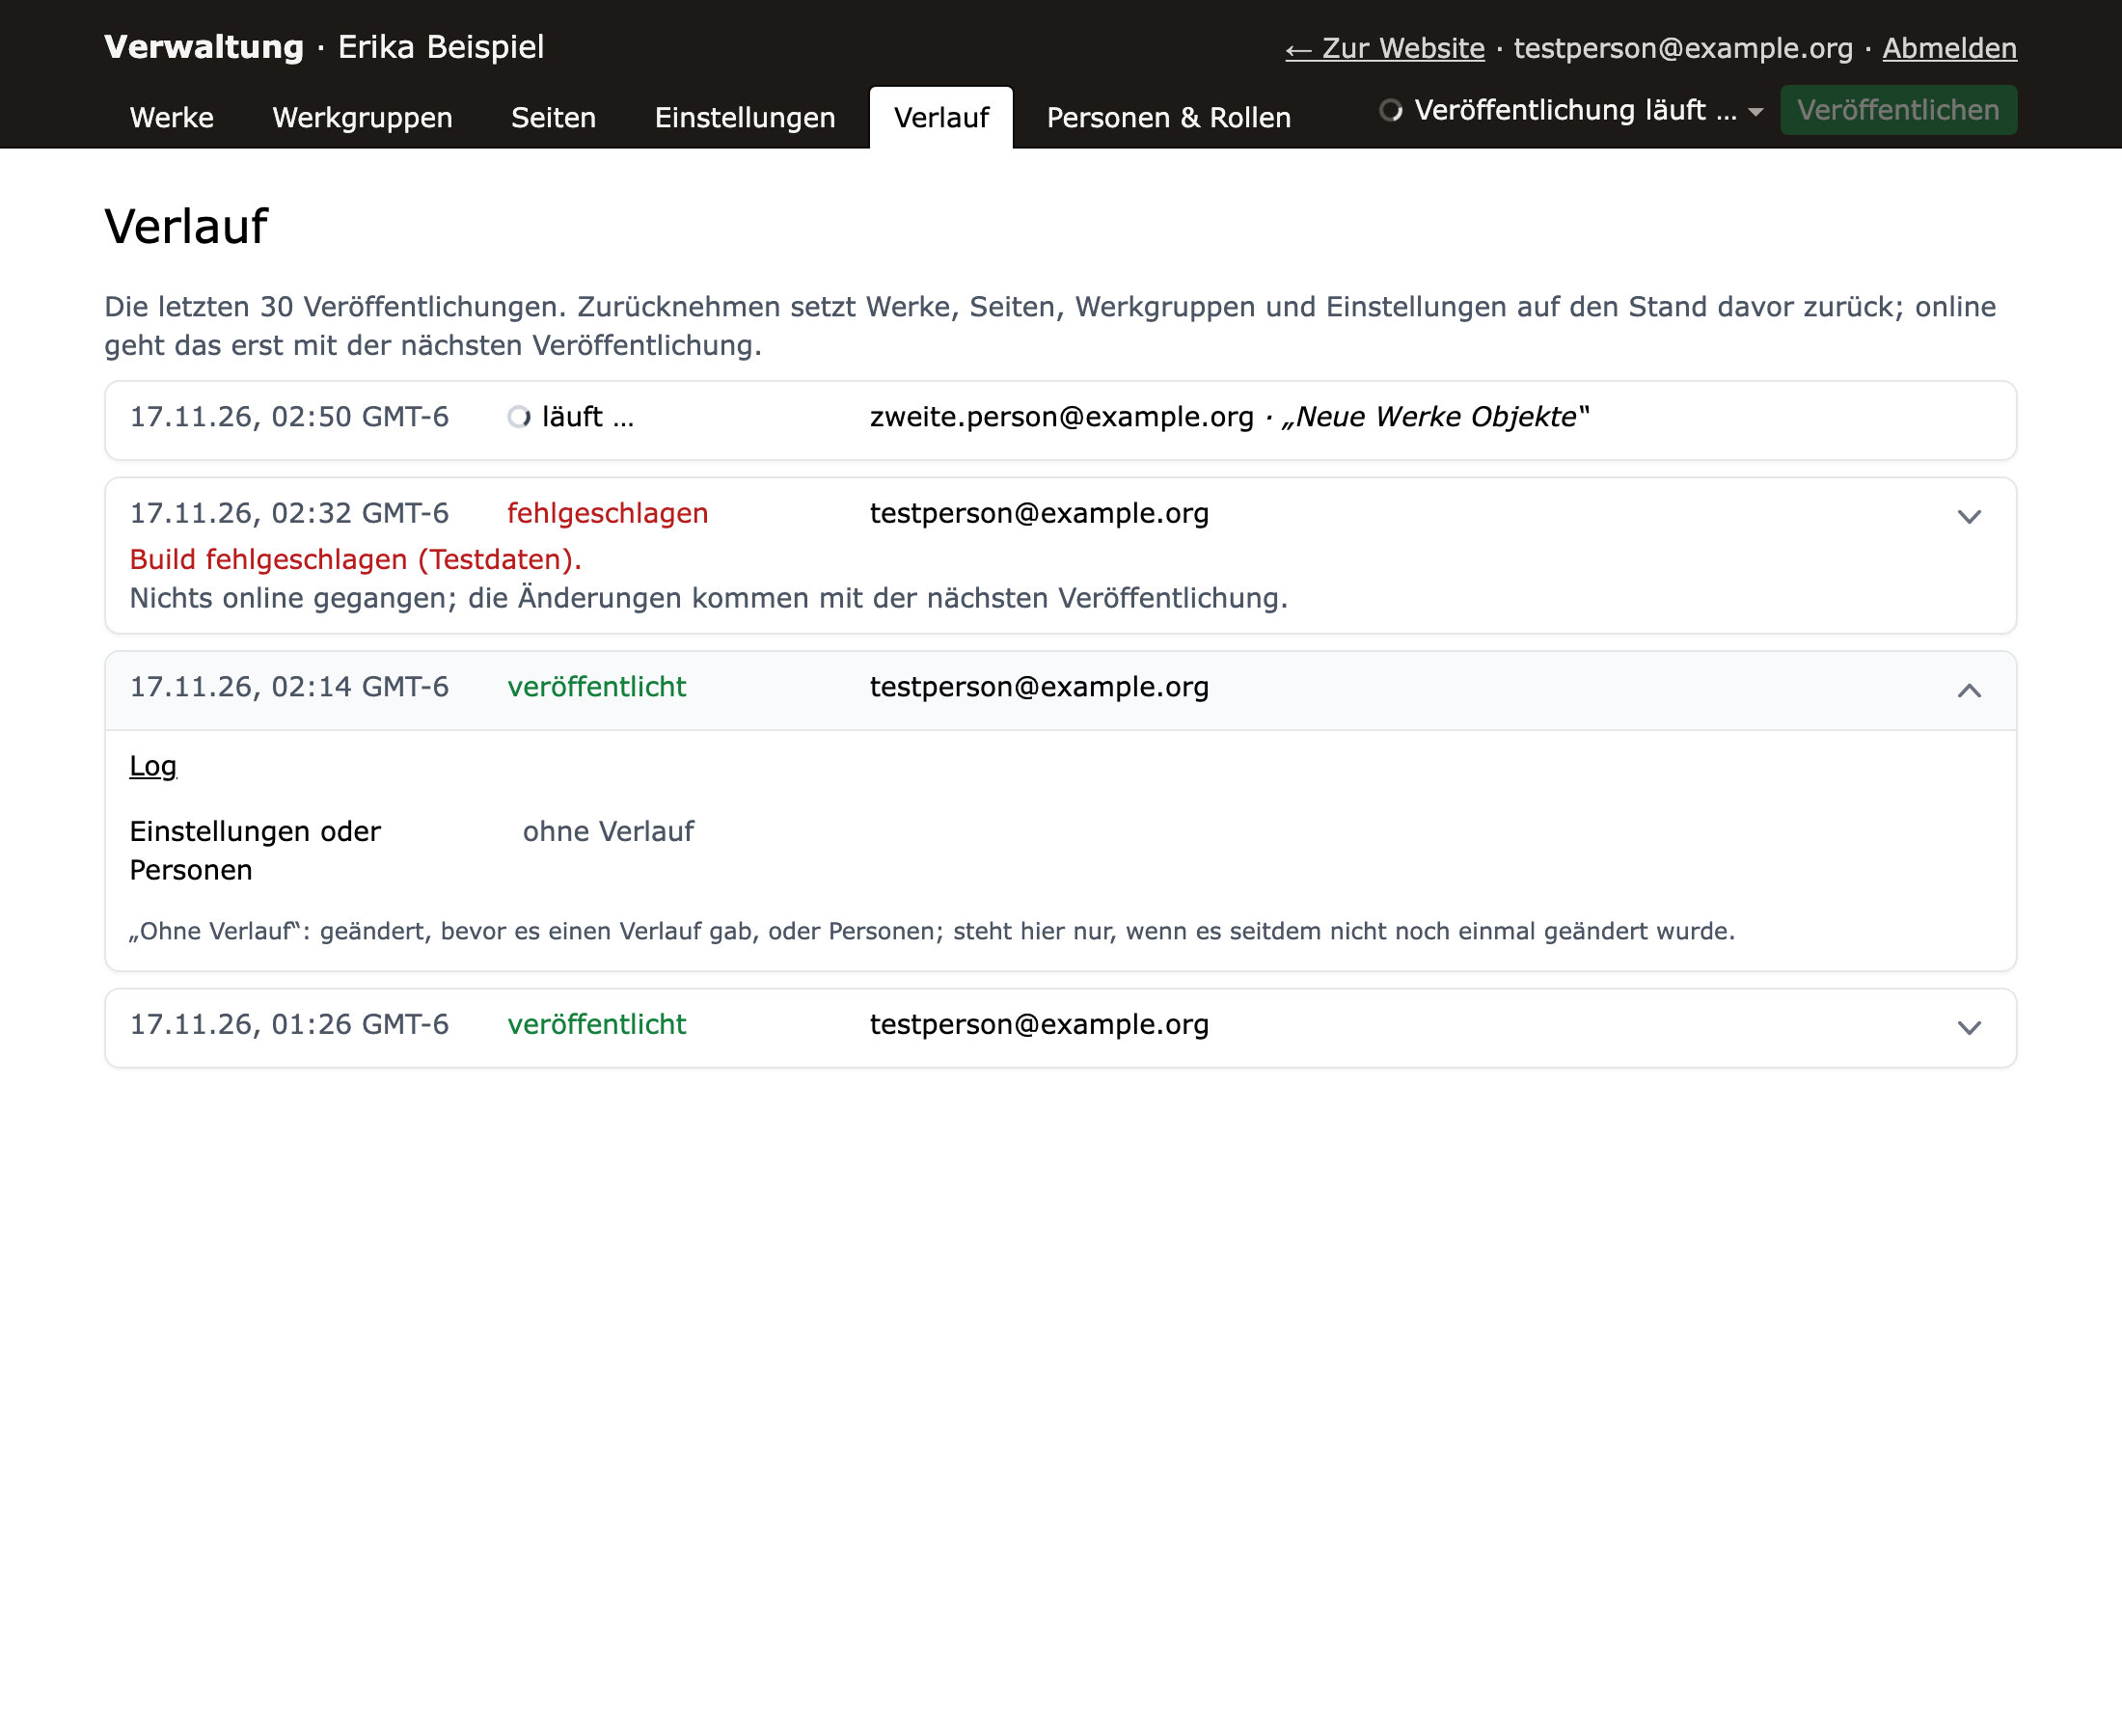 Verwaltung · Erika Beispiel
← Zur Website · testperson@example.org · Abmelden
Werke Werkgruppen Seiten Einstellungen Verlauf Personen & Rollen Veröffentlichung läuft ... Veröffentlichen
Verlauf
Die letzten 30 Veröffentlichungen. Zurücknehmen setzt Werke, Seiten, Werkgruppen und Einstellungen auf den Stand davor zurück; online
geht das erst mit der nächsten Veröffentlichung.
17.11.26, 02:50 GMT-6 läuft ... zweite.person@example.org · „Neue Werke Objekte“
17.11.26, 02:32 GMT-6 fehlgeschlagen testperson@example.org
Build fehlgeschlagen (Testdaten).
Nichts online gegangen; die Änderungen kommen mit der nächsten Veröffentlichung.
17.11.26, 02:14 GMT-6 veröffentlicht testperson@example.org
Log
Einstellungen oder ohne Verlauf
Personen
„Ohne Verlauf“: geändert, bevor es einen Verlauf gab, oder Personen; steht hier nur, wenn es seitdem nicht noch einmal geändert wurde.
17.11.26, 01:26 GMT-6 veröffentlicht testperson@example.org